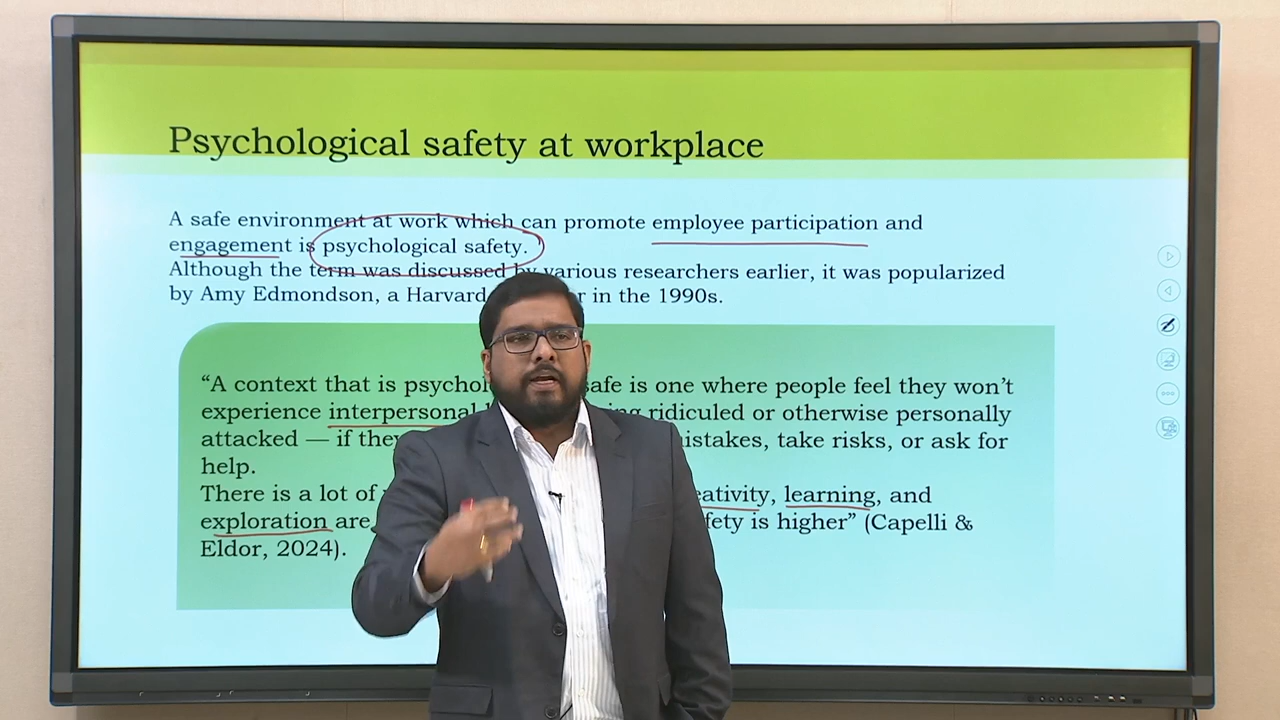 Psychological safety at workplace
A safe environment at work which can promote employee participation and
engagement is psychological safety.
Although the term was discussed by various researchers earlier, it was popularized
by Amy Edmondson, a Harvard in the 1990s.
“A context that is safe is one where people feel they won’t
experience interpersonal ridiculed or otherwise personally
attacked — if they mistakes, take risks, or ask for
help.
There is a lot of creativity, learning, and
exploration are safety is higher” (Capelli &
Eldor, 2024).